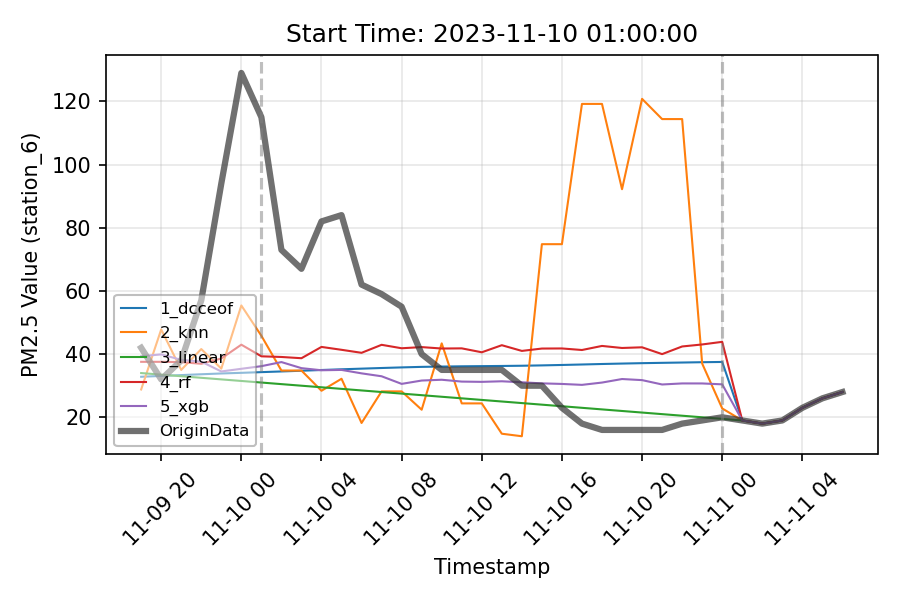 Start Time: 2023-11-10 01:00:00
PM2.5 Value (station_6)
120
100
80
60
40
20
1_dcceof
2_knn
3_linear
4_rf
5_xgb
OriginData
11-09 20
11-10 00
11-10 04
11-10 08
11-10 12
11-10 16
11-10 20
11-11 00
11-11 04
Timestamp